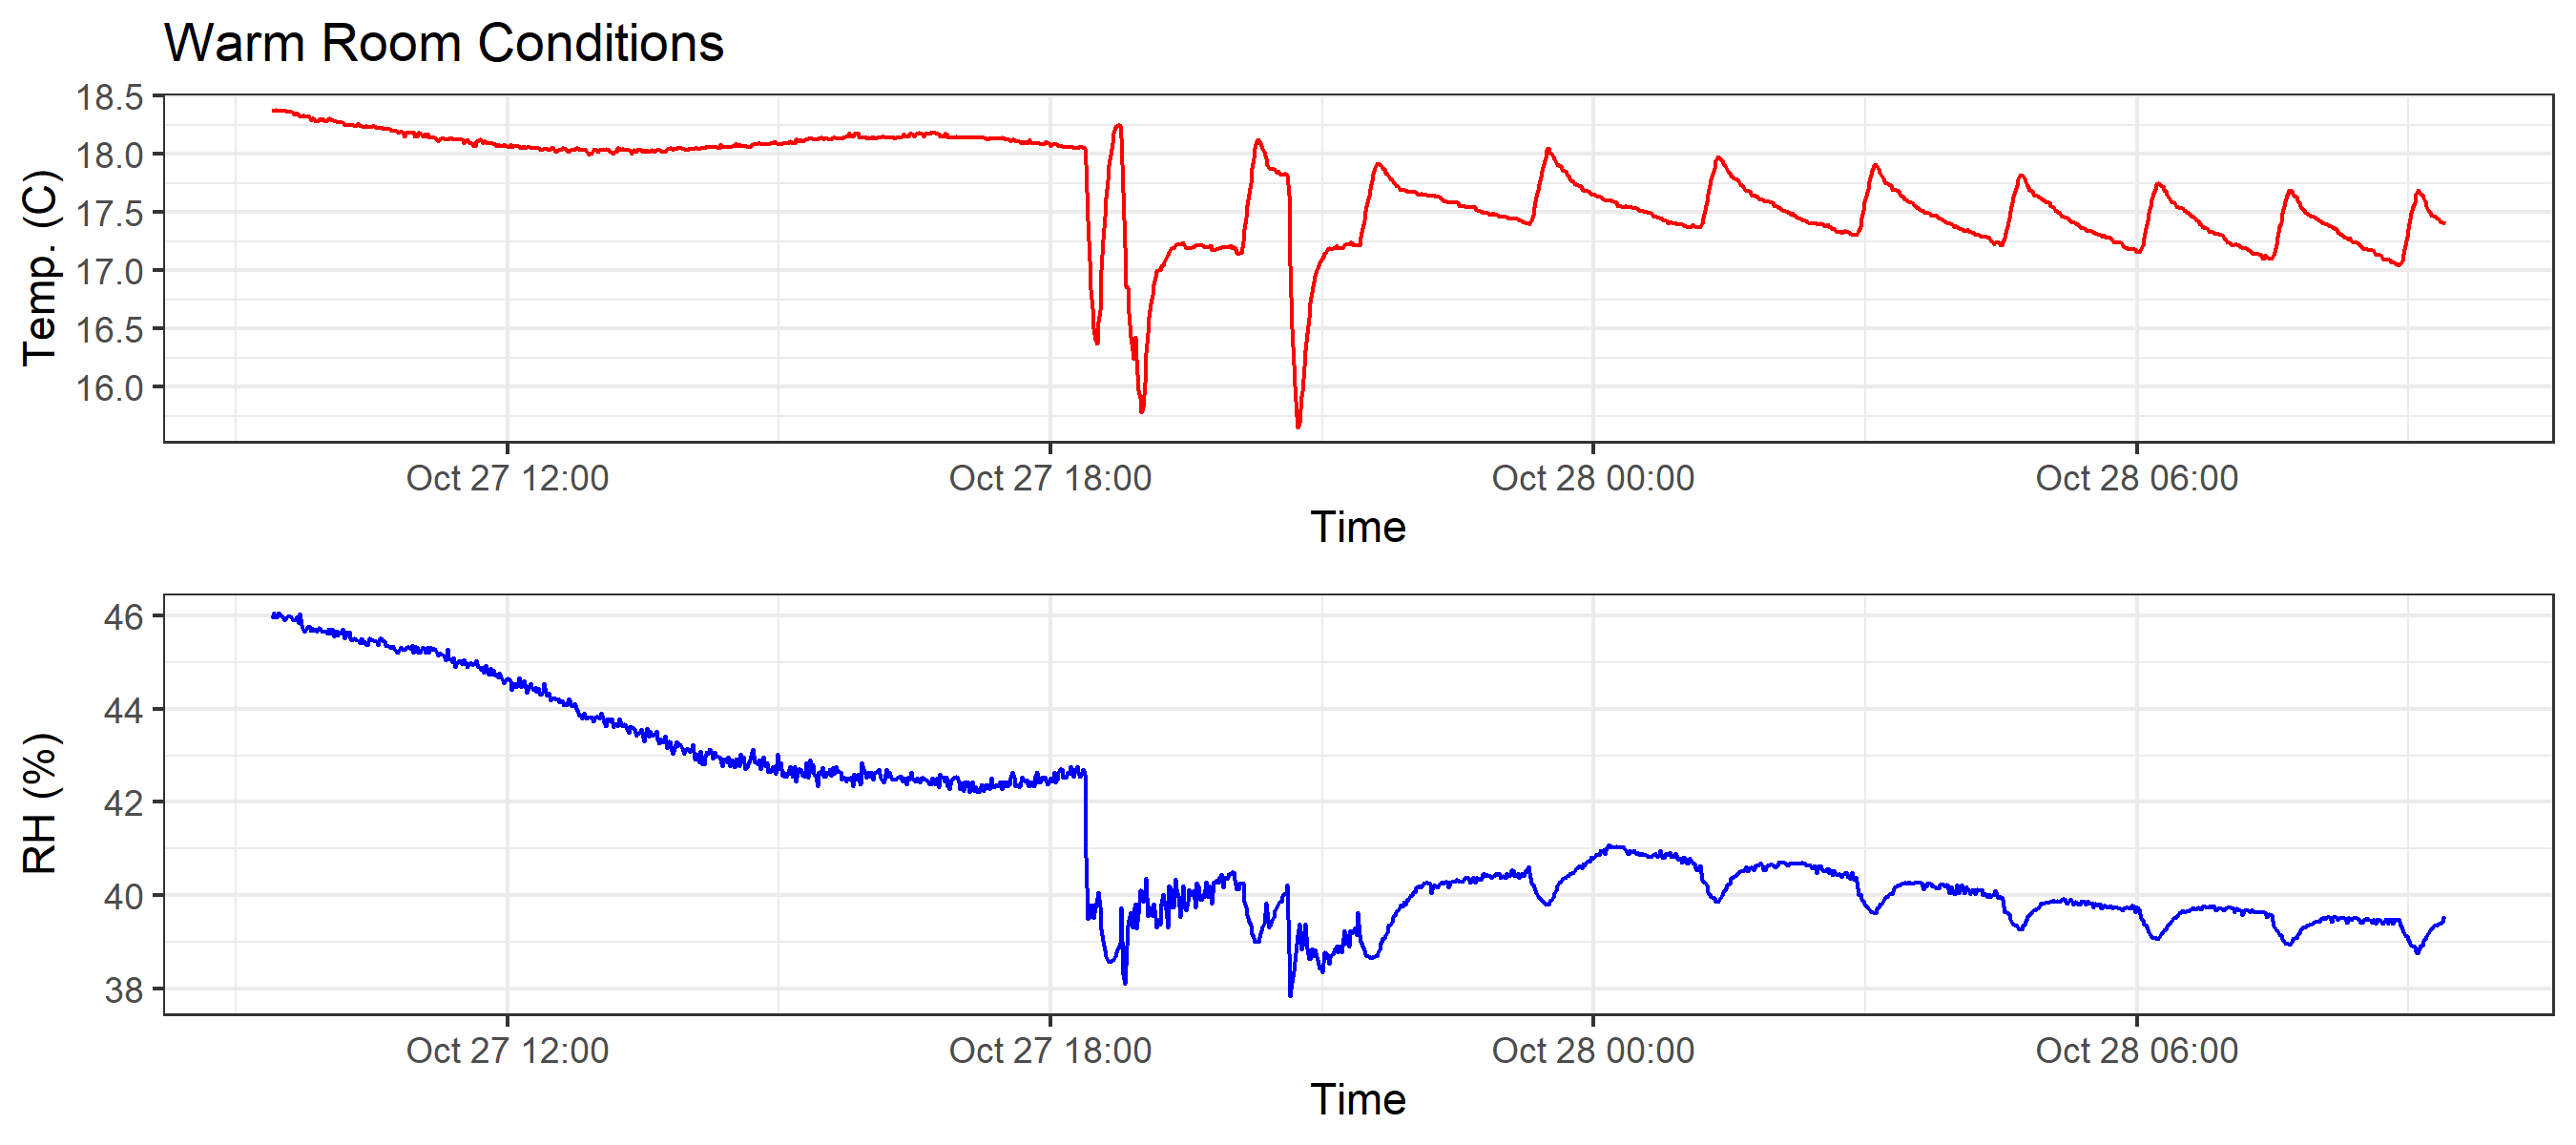 Warm Room Conditions
18.5
18.0
17.5
17.0
16.5
16.0
Temp. (C)
Oct 27 12:00 Oct 27 18:00 Oct 28 00:00 Oct 28 06:00
Time
46
44
42
40
38
RH (%)
Oct 27 12:00 Oct 27 18:00 Oct 28 00:00 Oct 28 06:00
Time